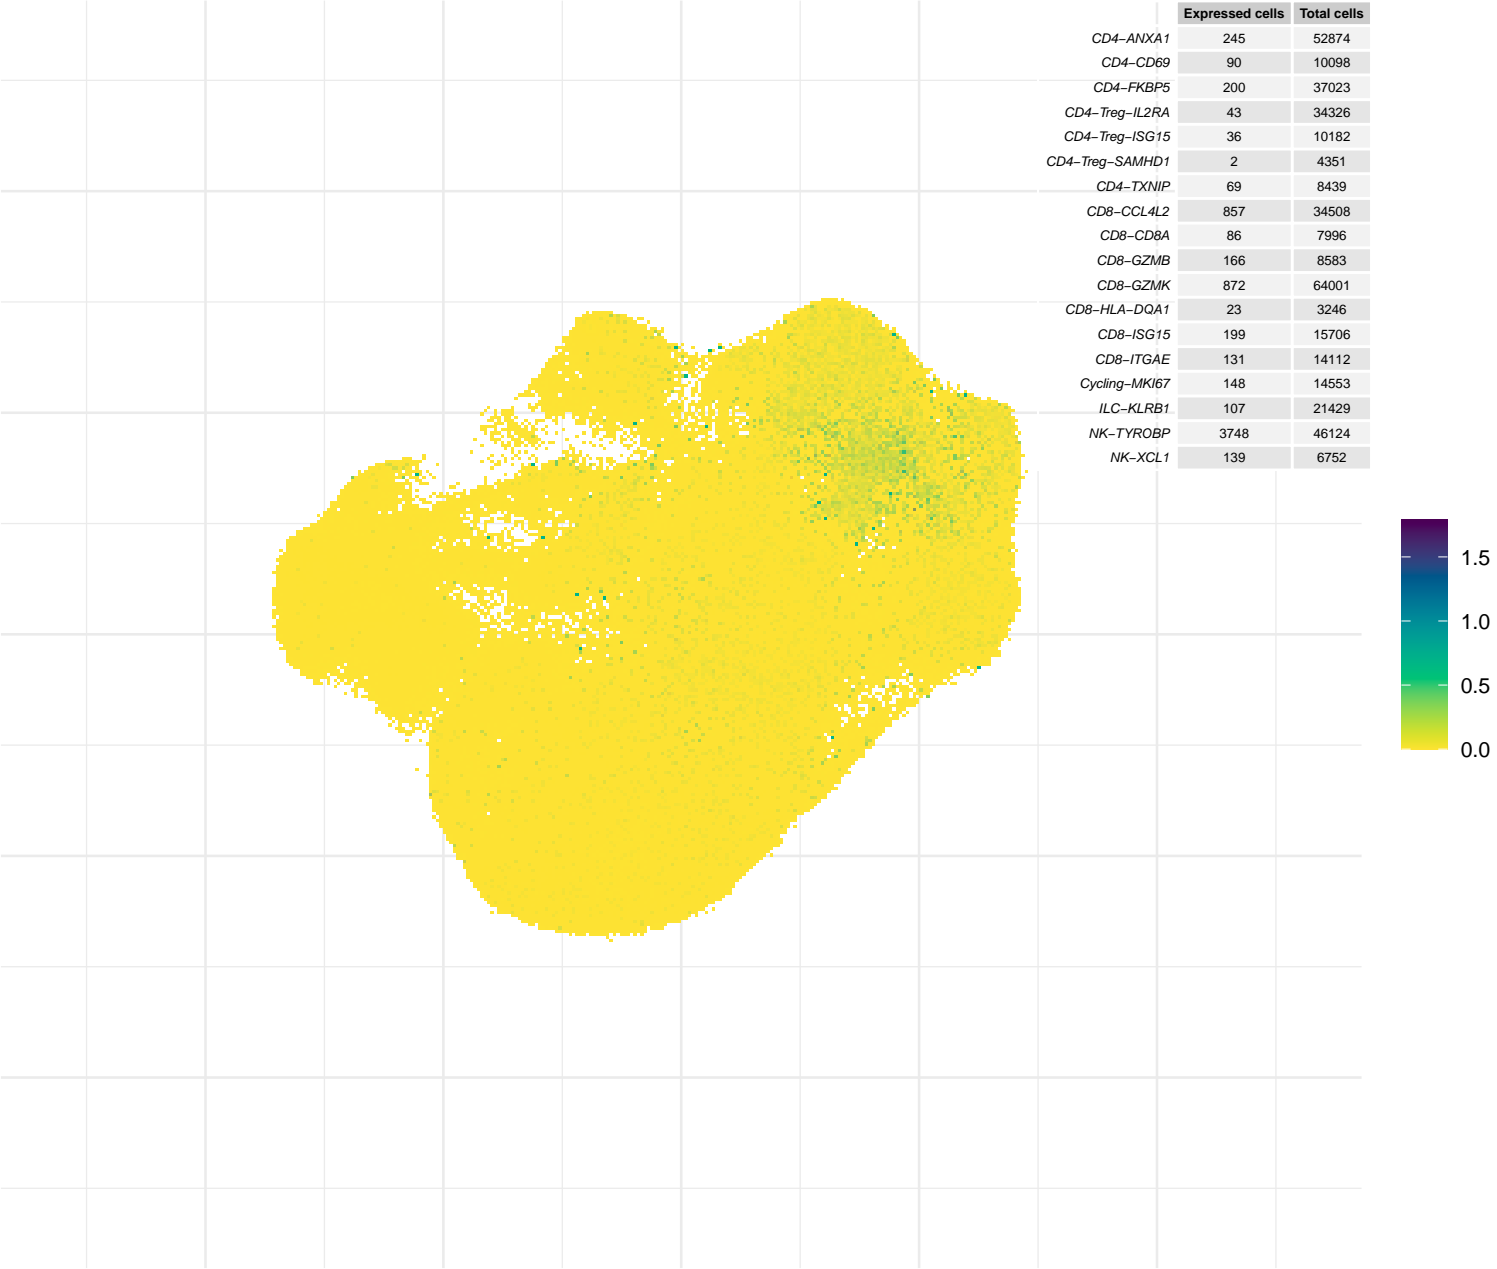 Expressed cells Total cells
CD4−ANXA1 245 52874
CD4−CD69 90 10098
CD4−FKBP5 200 37023
CD4−Treg−IL2RA 43 34326
CD4−Treg−ISG15 36 10182
CD4−Treg−SAMHD1 2 4351
CD4−TXNIP 69 8439
CD8−CCL4L2 857 34508
CD8−CD8A 86 7996
CD8−GZMB 166 8583
CD8−GZMK 872 64001
CD8−HLA−DQA1 23 3246
CD8−ISG15 199 15706
CD8−ITGAE 131 14112
Cycling−MKI67 148 14553
ILC−KLRB1 107 21429
NK−TYROBP 3748 46124
NK−XCL1 139 6752
1.5
1.0
0.5
0.0